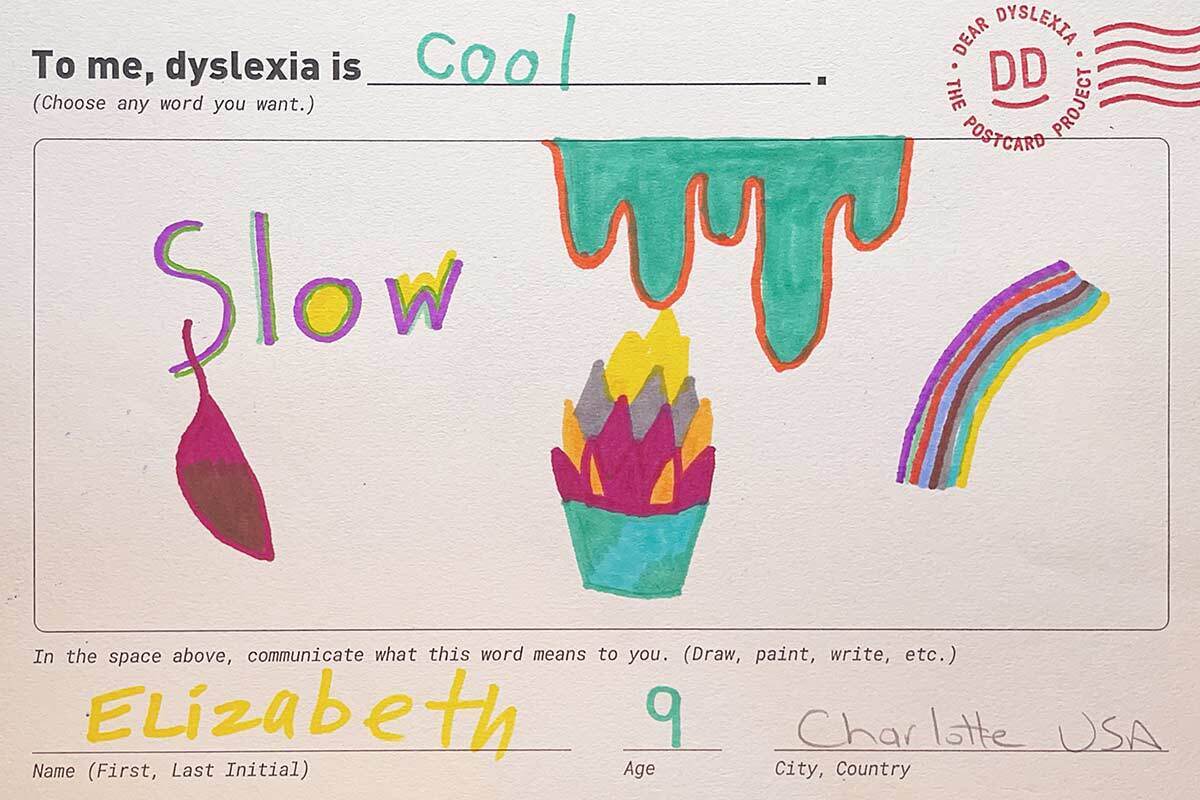 To me, dyslexia is cool.
(Choose any word you want.)
• DEAR DYSLEXIA • THE POSTCARD PROJECT
DD
Slow
In the space above, communicate what this word means to you. (Draw, paint, write, etc.)
ELizabeth 9 Charlotte USA
Name (First, Last Initial) Age City, Country